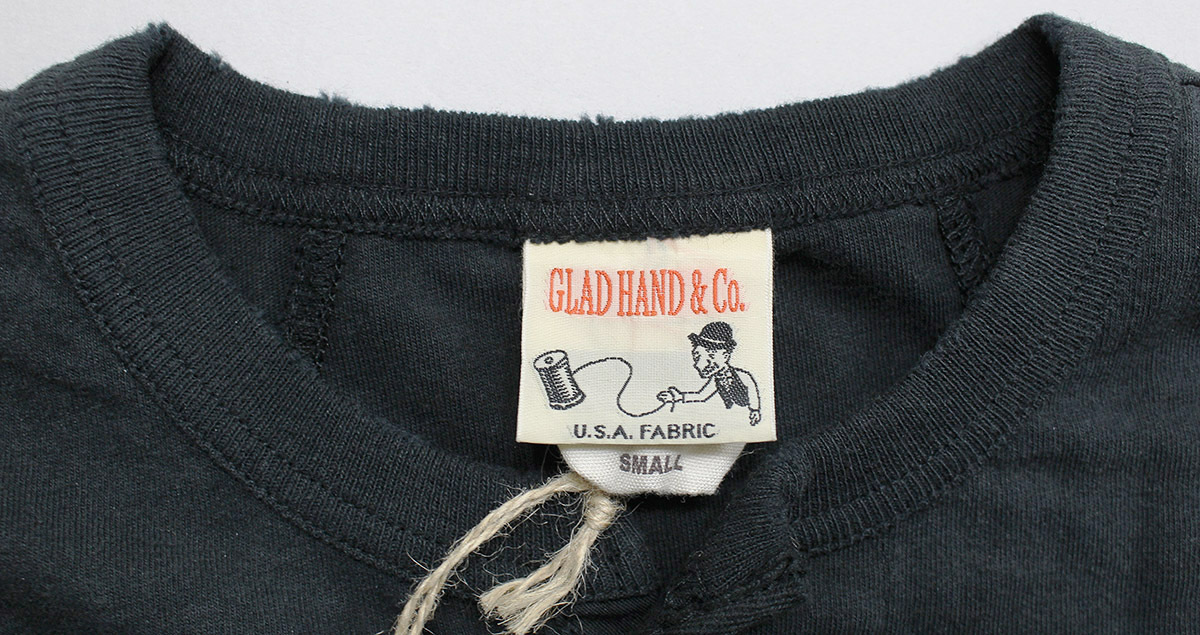 GLAD HAND & Co.
U.S.A. FABRIC
SMALL